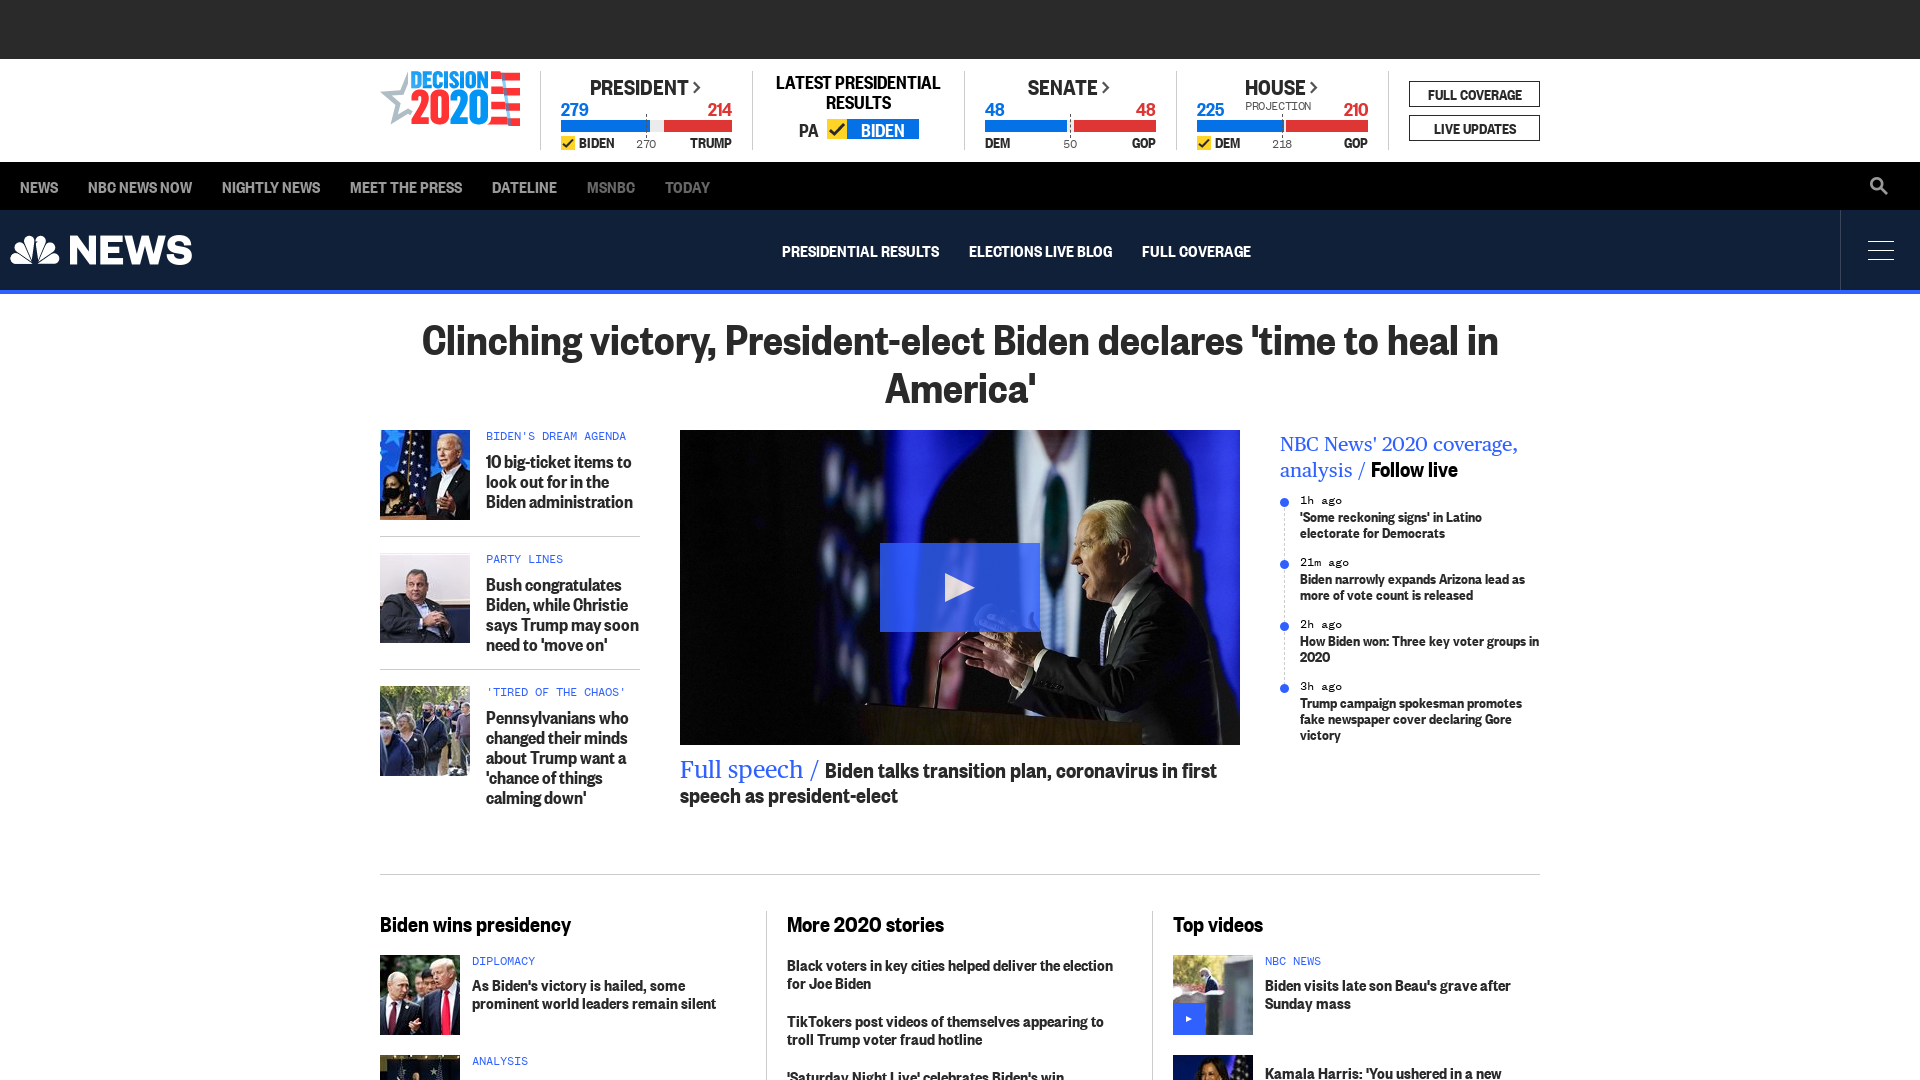 DECISION
2020
PRESIDENT
279 214
BIDEN 270 TRUMP
LATEST PRESIDENTIAL
RESULTS
PA BIDEN
SENATE
48 48
DEM 50 GOP
HOUSE
PROJECTION
225 210
DEM 218 GOP
FULL COVERAGE
LIVE UPDATES
NEWS NBC NEWS NOW NIGHTLY NEWS MEET THE PRESS DATELINE MSNBC TODAY
NEWS
PRESIDENTIAL RESULTS ELECTIONS LIVE BLOG FULL COVERAGE
Clinching victory, President-elect Biden declares 'time to heal in
America'
BIDEN'S DREAM AGENDA
10 big-ticket items to
look out for in the
Biden administration
PARTY LINES
Bush congratulates
Biden, while Christie
says Trump may soon
need to 'move on'
'TIRED OF THE CHAOS'
Pennsylvanians who
changed their minds
about Trump want a
'chance of things
calming down'
Full speech / Biden talks transition plan, coronavirus in first
speech as president-elect
NBC News' 2020 coverage,
analysis / Follow live
1h ago
'Some reckoning signs' in Latino
electorate for Democrats
21m ago
Biden narrowly expands Arizona lead as
more of vote count is released
2h ago
How Biden won: Three key voter groups in
2020
3h ago
Trump campaign spokesman promotes
fake newspaper cover declaring Gore
victory
Biden wins presidency
DIPLOMACY
As Biden's victory is hailed, some
prominent world leaders remain silent
ANALYSIS
More 2020 stories
Black voters in key cities helped deliver the election
for Joe Biden
TikTokers post videos of themselves appearing to
troll Trump voter fraud hotline
'Saturday Night Live' celebrates Biden's win,
Top videos
NBC NEWS
Biden visits late son Beau's grave after
Sunday mass
Kamala Harris: 'You ushered in a new